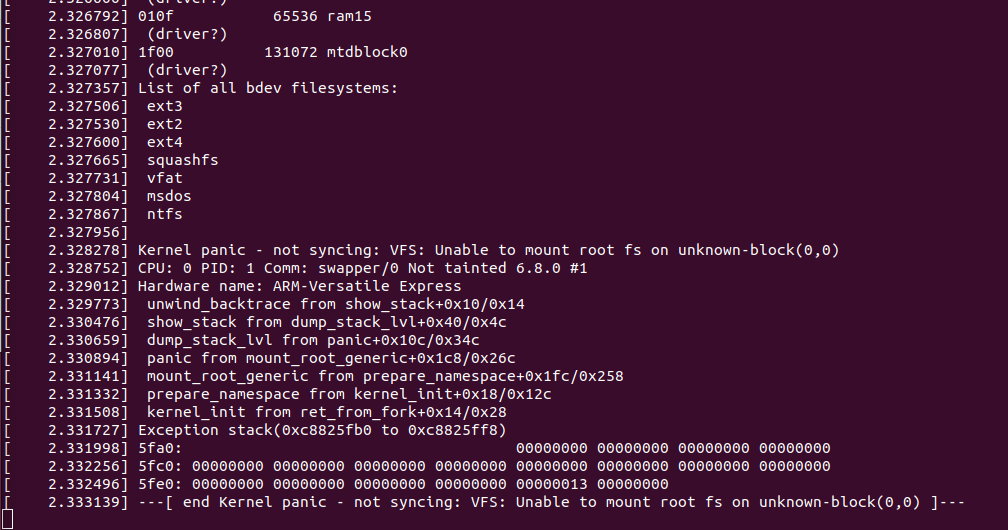 [    2.326792] 010f           65536 ram15
[    2.326807]  (driver?)
[    2.327010] 1f00          131072 mtdblock0
[    2.327077]  (driver?)
[    2.327357] List of all bdev filesystems:
[    2.327506]  ext3
[    2.327530]  ext2
[    2.327600]  ext4
[    2.327665]  squashfs
[    2.327731]  vfat
[    2.327804]  msdos
[    2.327867]  ntfs
[    2.327956]
[    2.328278] Kernel panic - not syncing: VFS: Unable to mount root fs on unknown-block(0,0)
[    2.328752] CPU: 0 PID: 1 Comm: swapper/0 Not tainted 6.8.0 #1
[    2.329012] Hardware name: ARM-Versatile Express
[    2.329773]  unwind_backtrace from show_stack+0x10/0x14
[    2.330476]  show_stack from dump_stack_lvl+0x40/0x4c
[    2.330659]  dump_stack_lvl from panic+0x10c/0x34c
[    2.330894]  panic from mount_root_generic+0x1c8/0x26c
[    2.331141]  mount_root_generic from prepare_namespace+0x1fc/0x258
[    2.331332]  prepare_namespace from kernel_init+0x18/0x12c
[    2.331508]  kernel_init from ret_from_fork+0x14/0x28
[    2.331727] Exception stack(0xc8825fb0 to 0xc8825ff8)
[    2.331998] 5fa0:                                     00000000 00000000 00000000 00000000
[    2.332256] 5fc0: 00000000 00000000 00000000 00000000 00000000 00000000 00000000 00000000
[    2.332496] 5fe0: 00000000 00000000 00000000 00000000 00000013 00000000
[    2.333139] ---[ end Kernel panic - not syncing: VFS: Unable to mount root fs on unknown-block(0,0) ]---